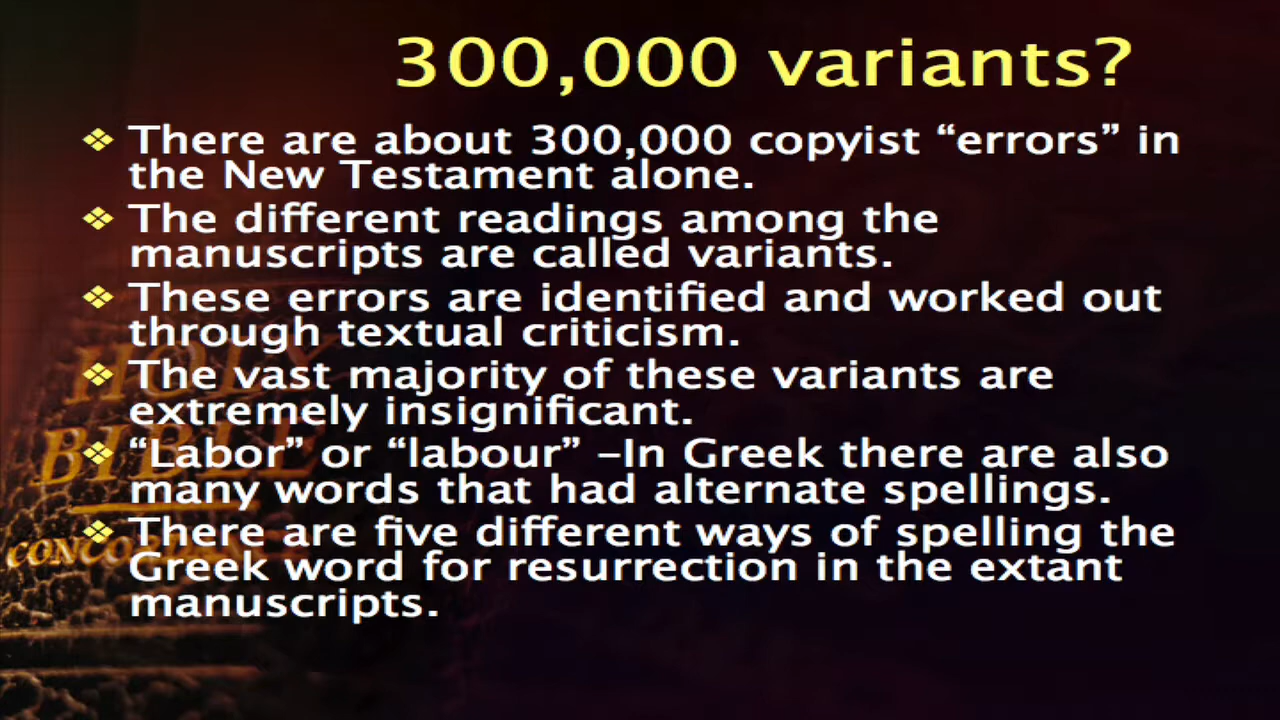 300,000 variants?
❖ There are about 300,000 copyist “errors” in
the New Testament alone.
❖ The different readings among the
manuscripts are called variants.
❖ These errors are identified and worked out
through textual criticism.
❖ The vast majority of these variants are
extremely insignificant.
❖ “Labor” or “labour” –In Greek there are also
many words that had alternate spellings.
❖ There are five different ways of spelling the
Greek word for resurrection in the extant
manuscripts.
HOLY
BIBLE